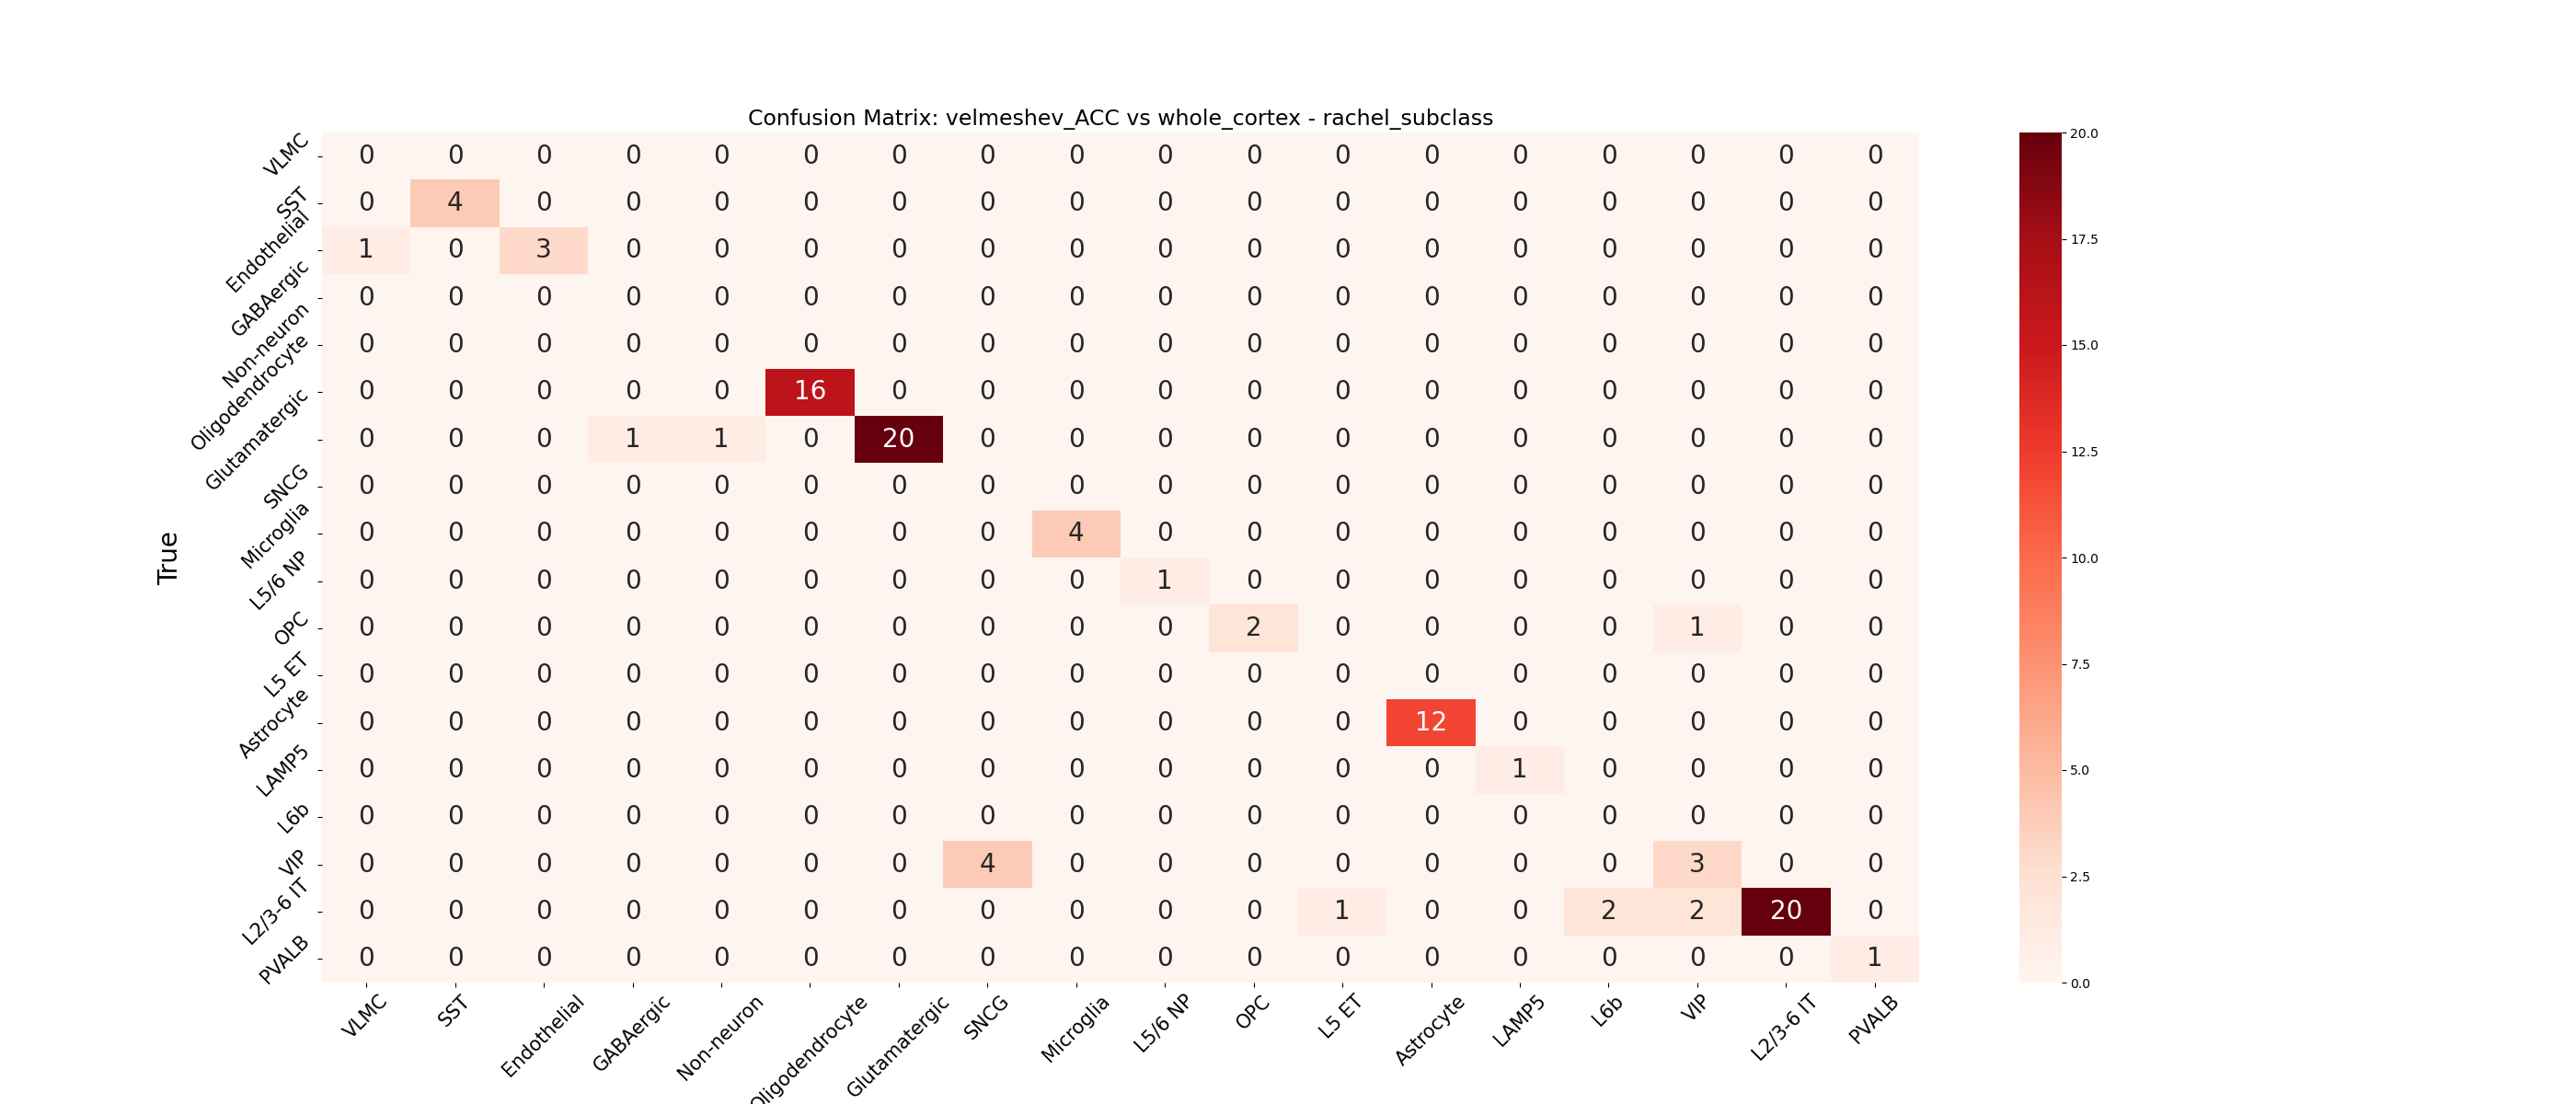 Confusion Matrix: velmeshev_ACC vs whole_cortex - rachel_subclass
True
VLMC 0 0 0 0 0 0 0 0 0 0 0 0 0 0 0 0 0 0
SST 0 4 0 0 0 0 0 0 0 0 0 0 0 0 0 0 0 0
Endothelial 1 0 3 0 0 0 0 0 0 0 0 0 0 0 0 0 0 0
GABAergic 0 0 0 0 0 0 0 0 0 0 0 0 0 0 0 0 0 0
Non-neuron 0 0 0 0 0 0 0 0 0 0 0 0 0 0 0 0 0 0
Oligodendrocyte 0 0 0 0 0 16 0 0 0 0 0 0 0 0 0 0 0 0
Glutamatergic 0 0 0 1 1 0 20 0 0 0 0 0 0 0 0 0 0 0
SNCG 0 0 0 0 0 0 0 0 0 0 0 0 0 0 0 0 0 0
Microglia 0 0 0 0 0 0 0 0 4 0 0 0 0 0 0 0 0 0
L5/6 NP 0 0 0 0 0 0 0 0 0 1 0 0 0 0 0 0 0 0
OPC 0 0 0 0 0 0 0 0 0 0 2 0 0 0 0 1 0 0
L5 ET 0 0 0 0 0 0 0 0 0 0 0 0 0 0 0 0 0 0
Astrocyte 0 0 0 0 0 0 0 0 0 0 0 0 12 0 0 0 0 0
LAMP5 0 0 0 0 0 0 0 0 0 0 0 0 0 1 0 0 0 0
L6b 0 0 0 0 0 0 0 0 0 0 0 0 0 0 0 0 0 0
VIP 0 0 0 0 0 0 0 4 0 0 0 0 0 0 0 3 0 0
L2/3-6 IT 0 0 0 0 0 0 0 0 0 0 0 1 0 0 2 2 20 0
PVALB 0 0 0 0 0 0 0 0 0 0 0 0 0 0 0 0 0 1
VLMC SST Endothelial GABAergic Non-neuron Oligodendrocyte Glutamatergic SNCG Microglia L5/6 NP OPC L5 ET Astrocyte LAMP5 L6b VIP L2/3-6 IT PVALB
20.0
17.5
15.0
12.5
10.0
7.5
5.0
2.5
0.0